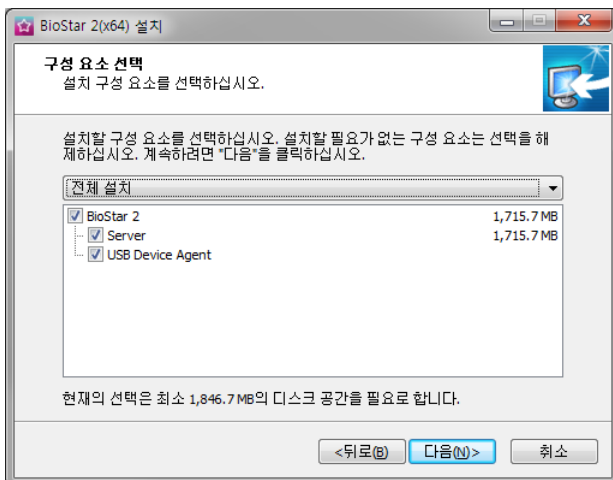 BioStar 2(x64) 설치
구성 요소 선택
설치 구성 요소를 선택하십시오.
설치할 구성 요소를 선택하십시오. 설치할 필요가 없는 구성 요소는 선택을 해
제하십시오. 계속하려면 "다음"을 클릭하십시오.
전체 설치
BioStar 2 1,715.7 MB
Server 1,715.7 MB
USB Device Agent
현재의 선택은 최소 1,846.7 MB의 디스크 공간을 필요로 합니다.
<뒤로(B) 다음(N)> 취소